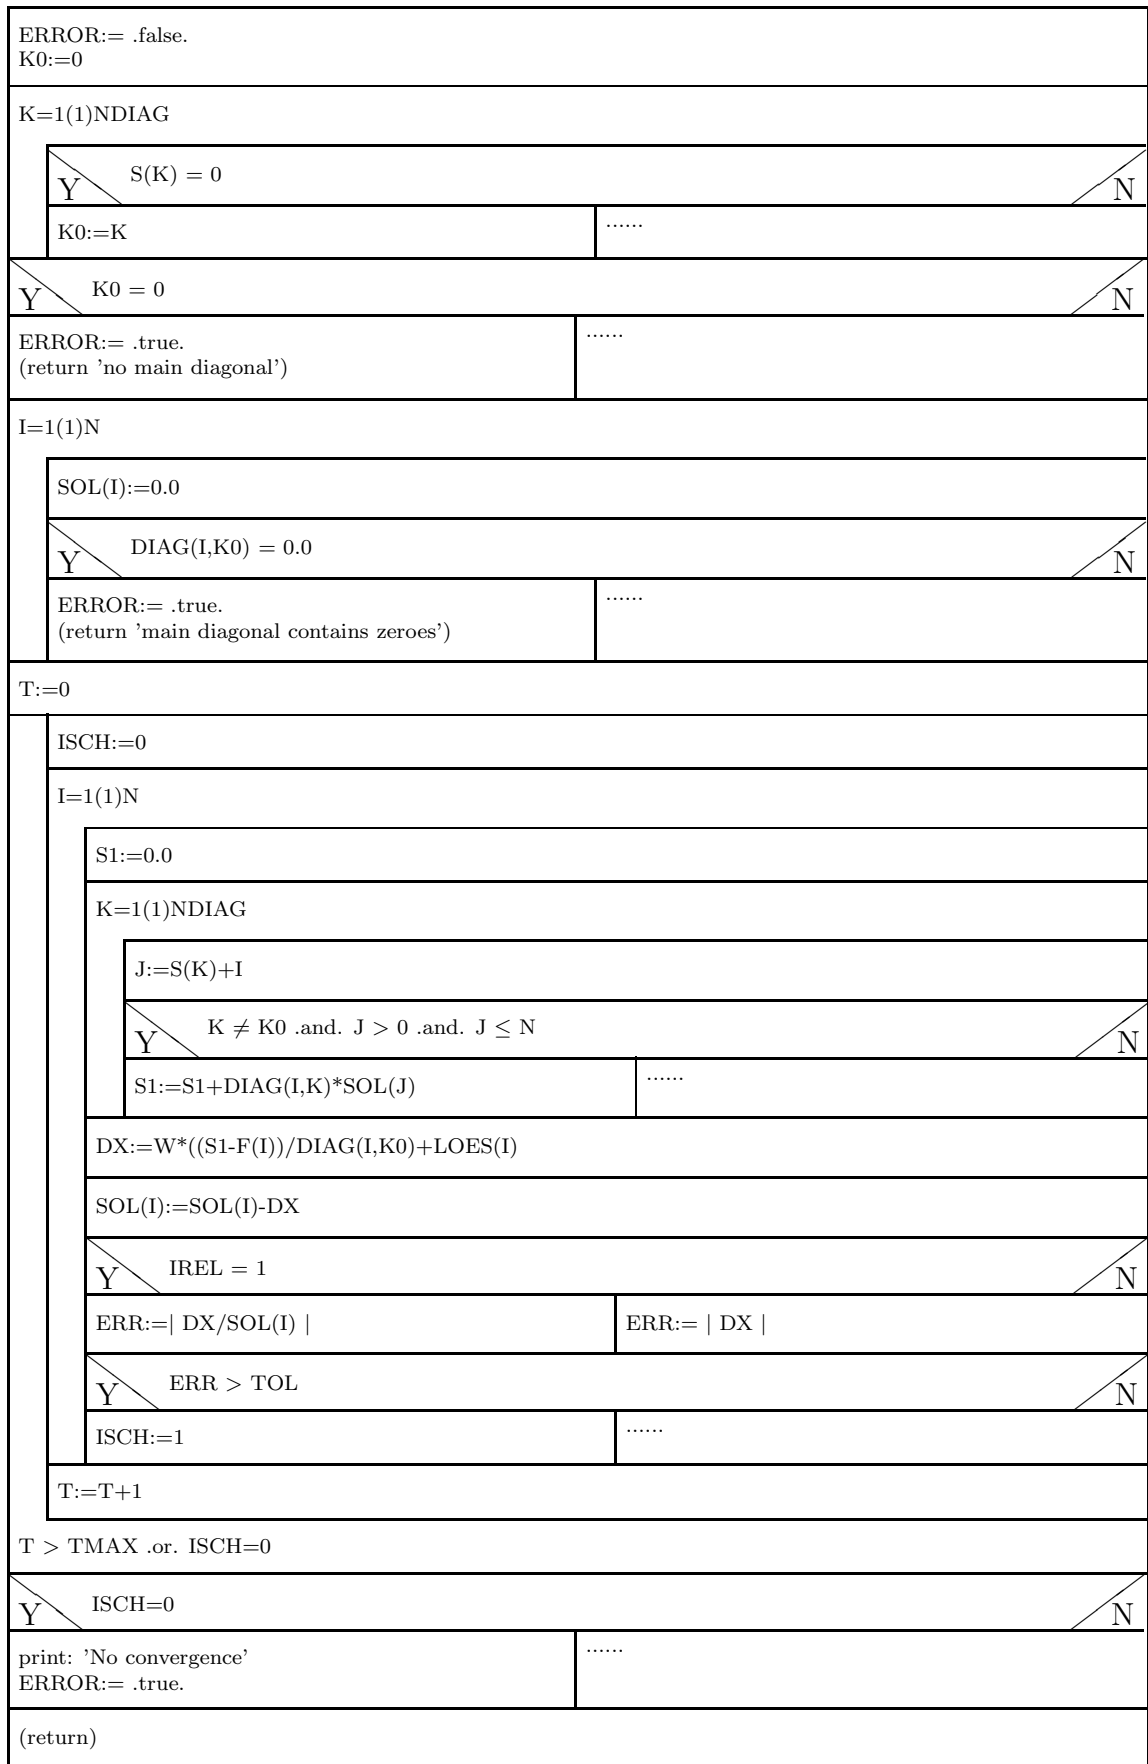 ERROR:= .false.
K0:=0
K=1(1)NDIAG
Y S(K) = 0 N
K0:=K ......
Y K0 = 0 N
ERROR:= .true. ......
(return ’no main diagonal’)
I=1(1)N
SOL(I):=0.0
Y DIAG(I,K0) = 0.0 N
ERROR:= .true. ......
(return ’main diagonal contains zeroes’)
T:=0
ISCH:=0
I=1(1)N
S1:=0.0
K=1(1)NDIAG
J:=S(K)+I
Y K ≠ K0 .and. J > 0 .and. J ≤ N N
S1:=S1+DIAG(I,K)*SOL(J) ......
DX:=W*((S1-F(I))/DIAG(I,K0)+LOES(I)
SOL(I):=SOL(I)-DX
Y IREL = 1 N
ERR:=| DX/SOL(I) | ERR:= | DX |
Y ERR > TOL N
ISCH:=1 ......
T:=T+1
T > TMAX .or. ISCH=0
Y ISCH=0 N
print: ’No convergence’ ......
ERROR:= .true.
(return)